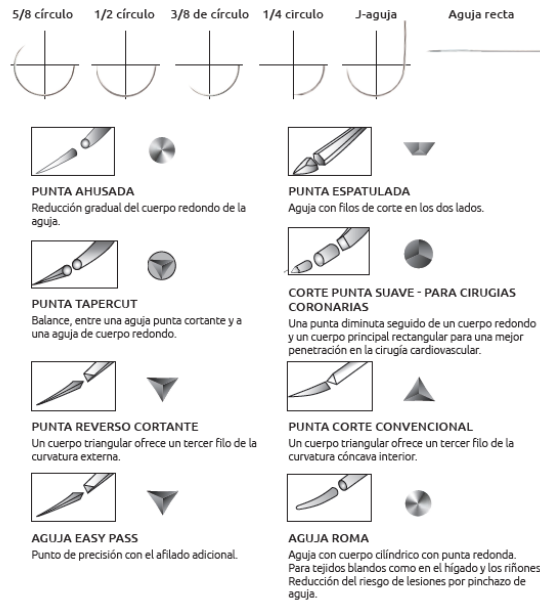 5/8 círculo 1/2 círculo 3/8 de círculo 1/4 circulo J-aguja Aguja recta
PUNTA AHUSADA
Reducción gradual del cuerpo redondo de la
aguja.
PUNTA ESPATULADA
Aguja con filos de corte en los dos lados.
PUNTA TAPERCUT
Balance, entre una aguja punta cortante y a
una aguja de cuerpo redondo.
CORTE PUNTA SUAVE - PARA CIRUGIAS
CORONARIAS
Una punta diminuta seguido de un cuerpo redondo
y un cuerpo principal rectangular para una mejor
penetración en la cirugía cardiovascular.
PUNTA REVERSO CORTANTE
Un cuerpo triangular ofrece un tercer filo de la
curvatura externa.
PUNTA CORTE CONVENCIONAL
Un cuerpo triangular ofrece un tercer filo de la
curvatura cóncava interior.
AGUJA EASY PASS
Punto de precisión con el afilado adicional.
AGUJA ROMA
Aguja con cuerpo cilíndrico con punta redonda.
Para tejidos blandos como en el hígado y los riñones
Reducción del riesgo de lesiones por pinchazo de
aguja.